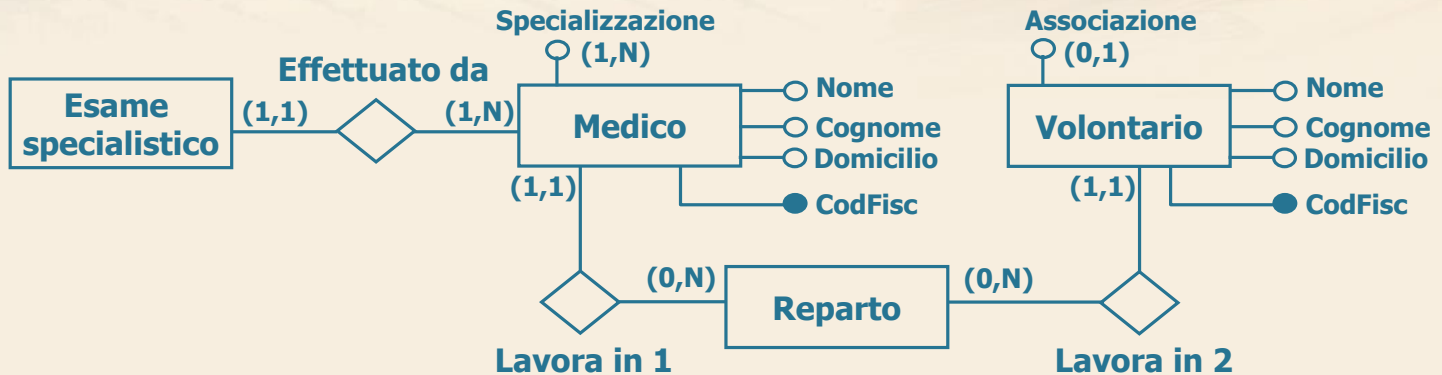 Specializzazione
Associazione
(1,N)
(0,1)
Effettuato da
Nome
Nome
Esame
specialistico
(1,1)
(1,N)
Medico
Cognome
Volontario
Cognome
Domicilio
Domicilio
(1,1)
(1,1)
CodFisc
CodFisc
(0,N)
(0,N)
Reparto
Lavora in 1
Lavora in 2